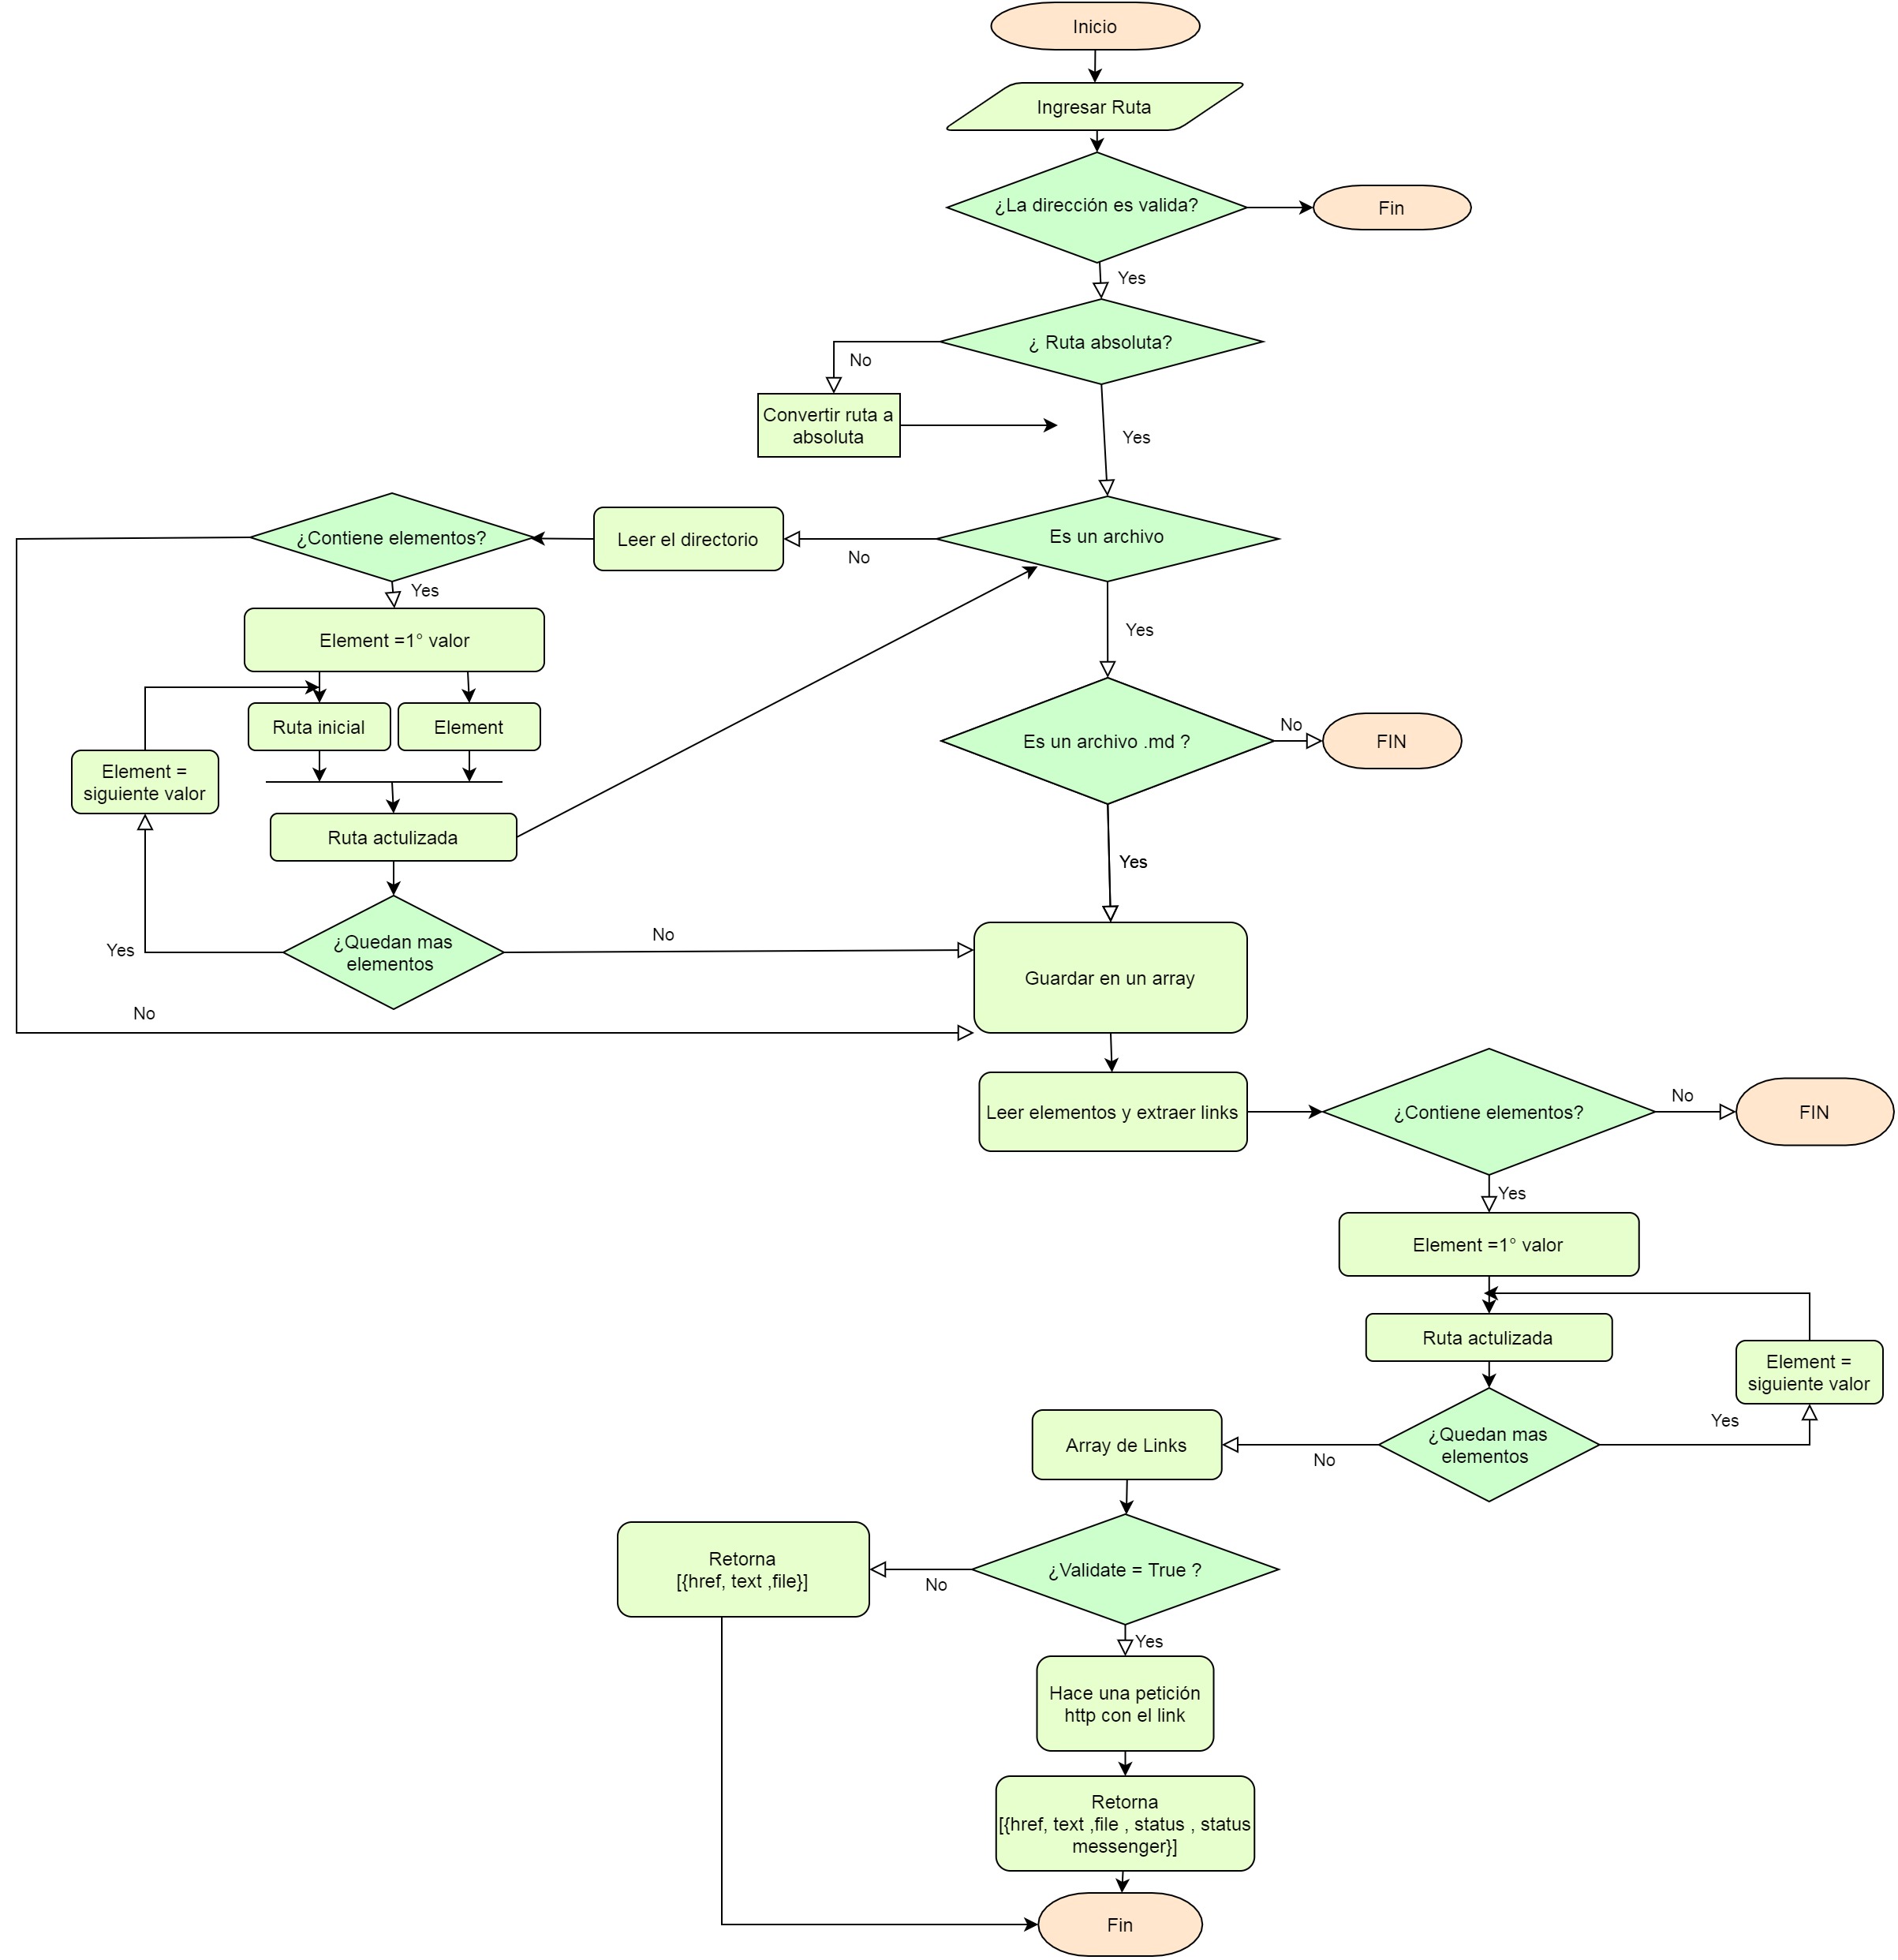 Inicio
Ingresar Ruta
¿La dirección es valida?
Fin
Yes
¿ Ruta absoluta?
No
Convertir ruta a
absoluta
Yes
¿Contiene elementos?
Leer el directorio
No
Es un archivo
Yes
Element =1° valor
Yes
Ruta inicial
Element
Element =
siguiente valor
Es un archivo .md ?
No
FIN
Ruta actulizada
Yes
¿Quedan mas
elementos
Yes
No
Guardar en un array
No
Leer elementos y extraer links
¿Contiene elementos?
No
FIN
Yes
Element =1° valor
Ruta actulizada
Element =
siguiente valor
Yes
¿Quedan mas
elementos
No
Array de Links
¿Validate = True ?
No
Retorna
[{href, text ,file}]
Yes
Hace una petición
http con el link
Retorna
[{href, text ,file , status , status
messenger}]
Fin